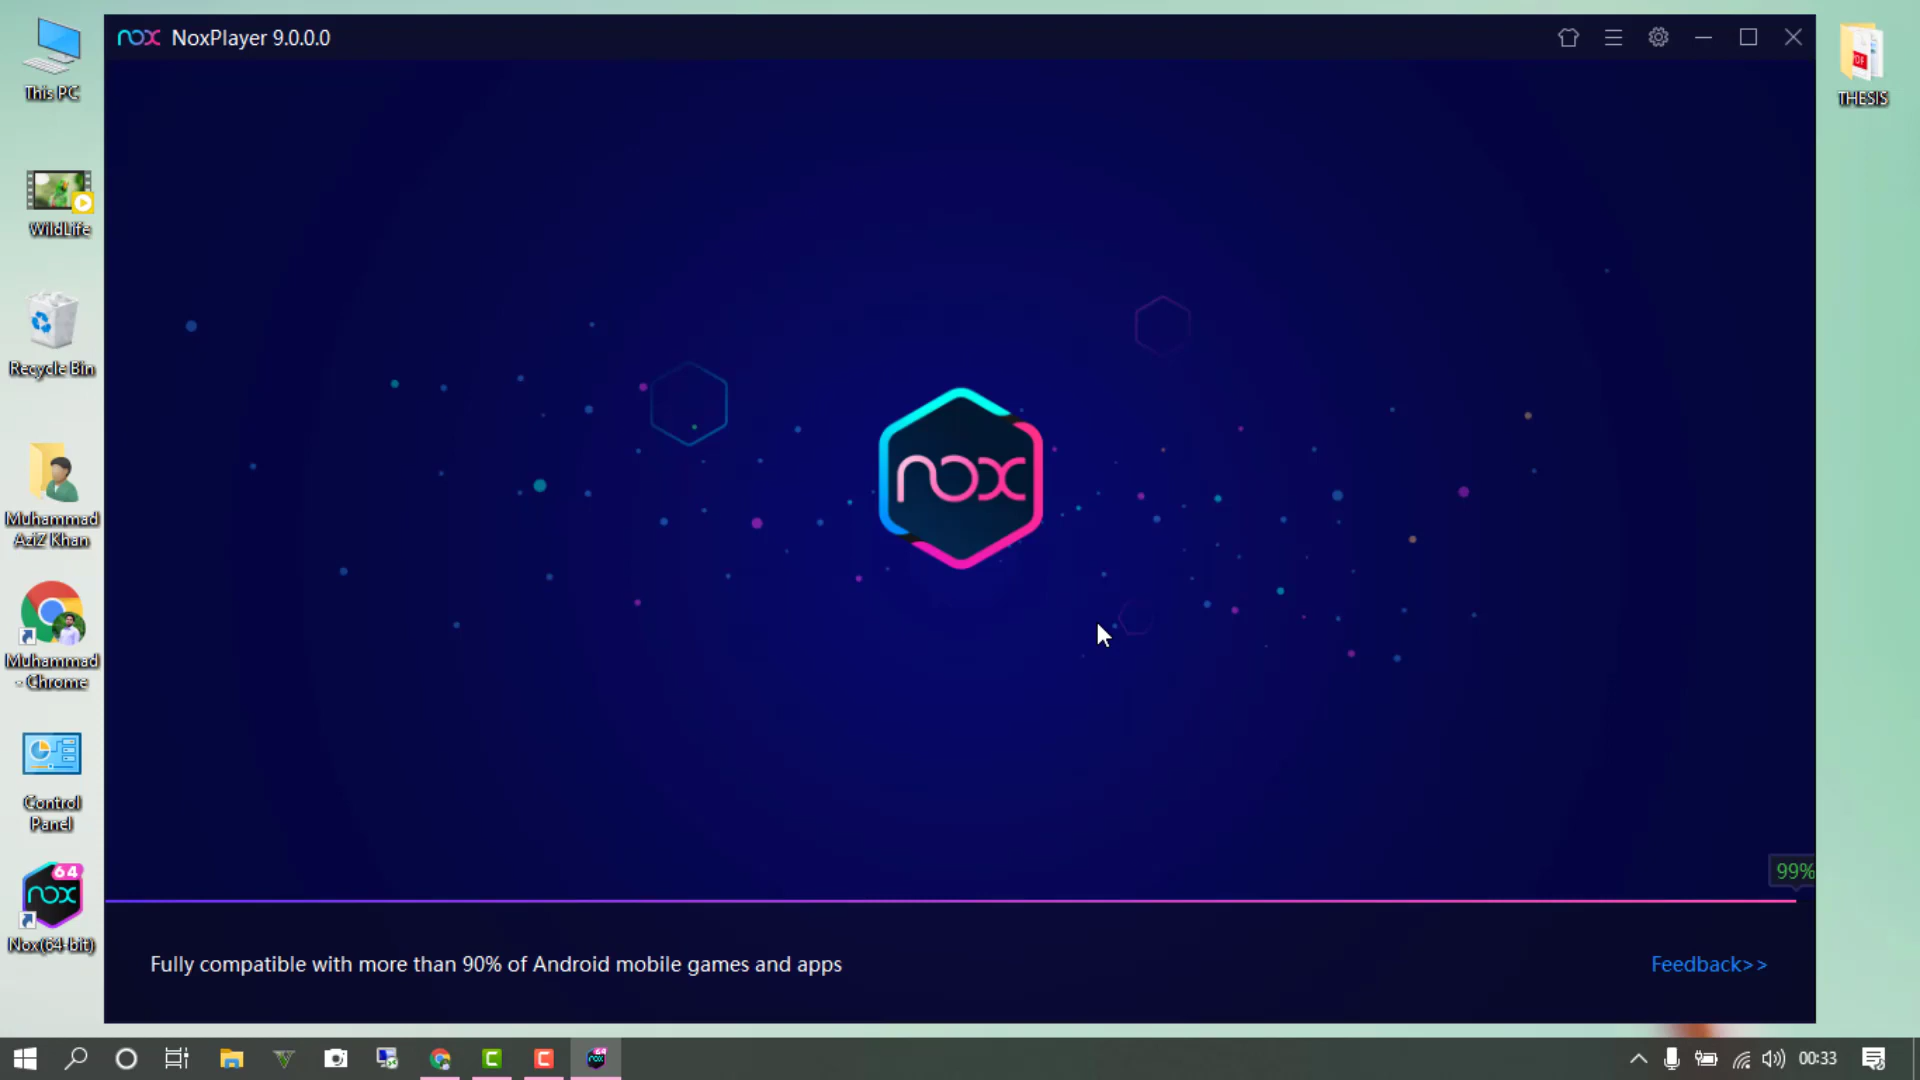 nox NoxPlayer 9.0.0.0
This PC
WildLife
Recycle Bin
Muhammad
AziZ Khan
Muhammad
- Chrome
Control
Panel
64
nox
Nox(64-bit)
THESIS
PDF
nox
99%
Fully compatible with more than 90% of Android mobile games and apps
Feedback>>
00:33